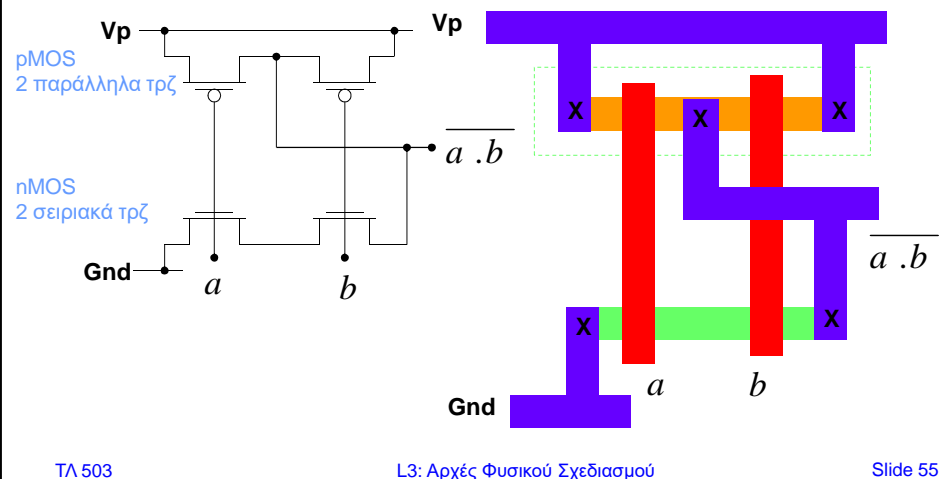 Vp
pMOS
2 παράλληλα τρζ
a .b
nMOS
2 σειριακά τρζ
Gnd
a
b
Vp
X
X
X
a .b
X
X
a
b
Gnd
ΤΛ 503
L3: Αρχές Φυσικού Σχεδιασμού
Slide 55